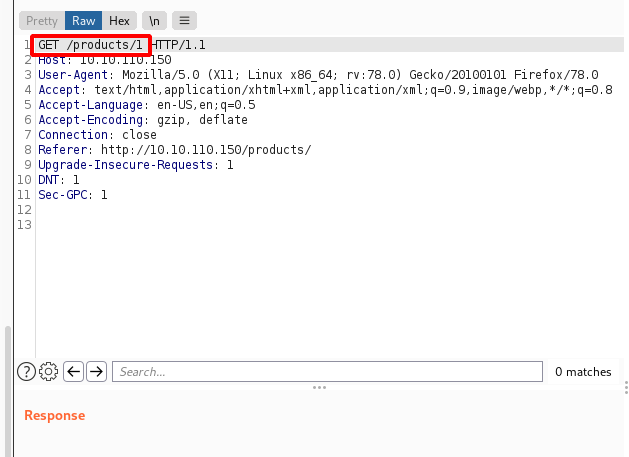 Pretty Raw Hex \n ≡
1 GET /products/1 HTTP/1.1
2 Host: 10.10.110.150
3 User-Agent: Mozilla/5.0 (X11; Linux x86_64; rv:78.0) Gecko/20100101 Firefox/78.0
4 Accept: text/html,application/xhtml+xml,application/xml;q=0.9,image/webp,*/*;q=0.8
5 Accept-Language: en-US,en;q=0.5
6 Accept-Encoding: gzip, deflate
7 Connection: close
8 Referer: http://10.10.110.150/products/
9 Upgrade-Insecure-Requests: 1
10 DNT: 1
11 Sec-GPC: 1
12
13
? Search... 0 matches
Response